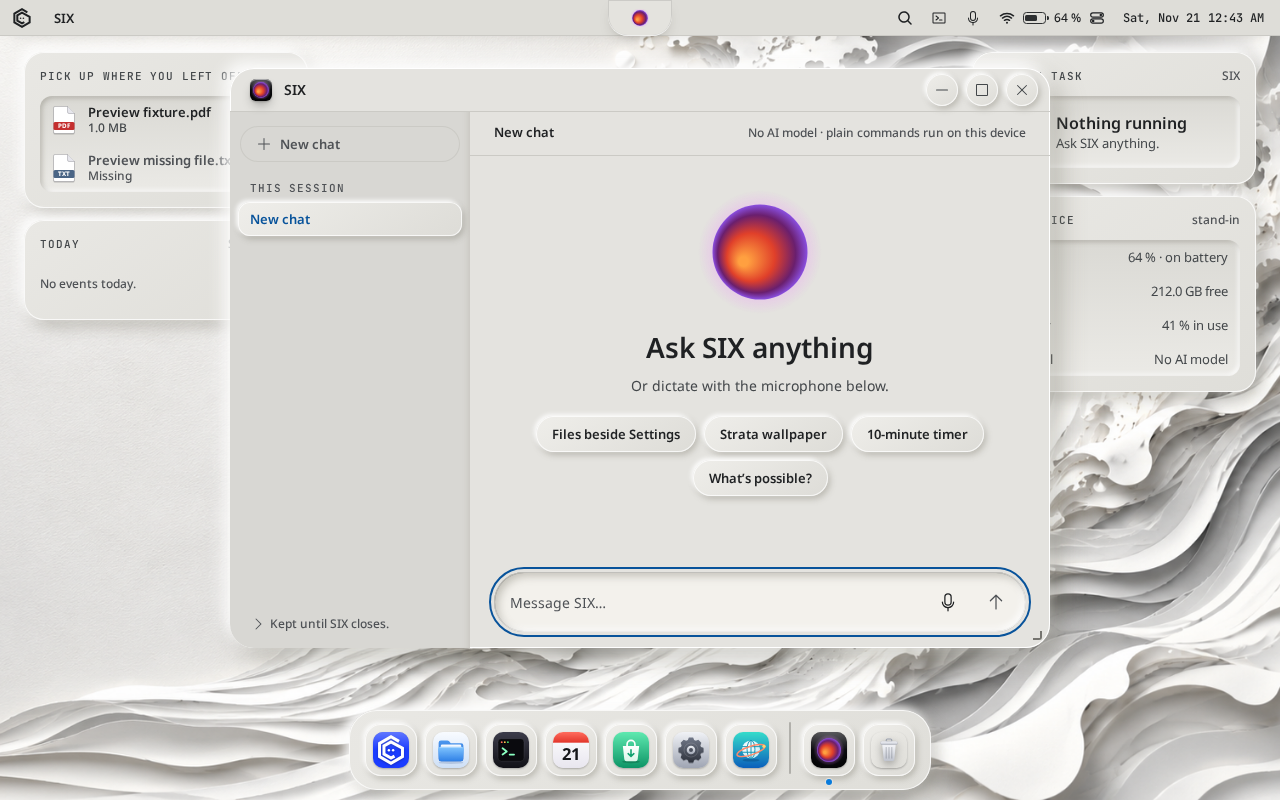 SIX
64 %
Sat, Nov 21 12:43 AM
PICK UP WHERE YOU LEFT
Preview fixture.pdf
1.0 MB
PDF
Preview missing file.
Missing
TXT
TODAY
No events today.
SIX
New chat
THIS SESSION
New chat
Kept until SIX closes.
New chat
No AI model · plain commands run on this device
Ask SIX anything
Or dictate with the microphone below.
Files beside Settings
Strata wallpaper
10-minute timer
What's possible?
Message SIX...
TASK
SIX
Nothing running
Ask SIX anything.
stand-in
64 % · on battery
212.0 GB free
41 % in use
No AI model
21